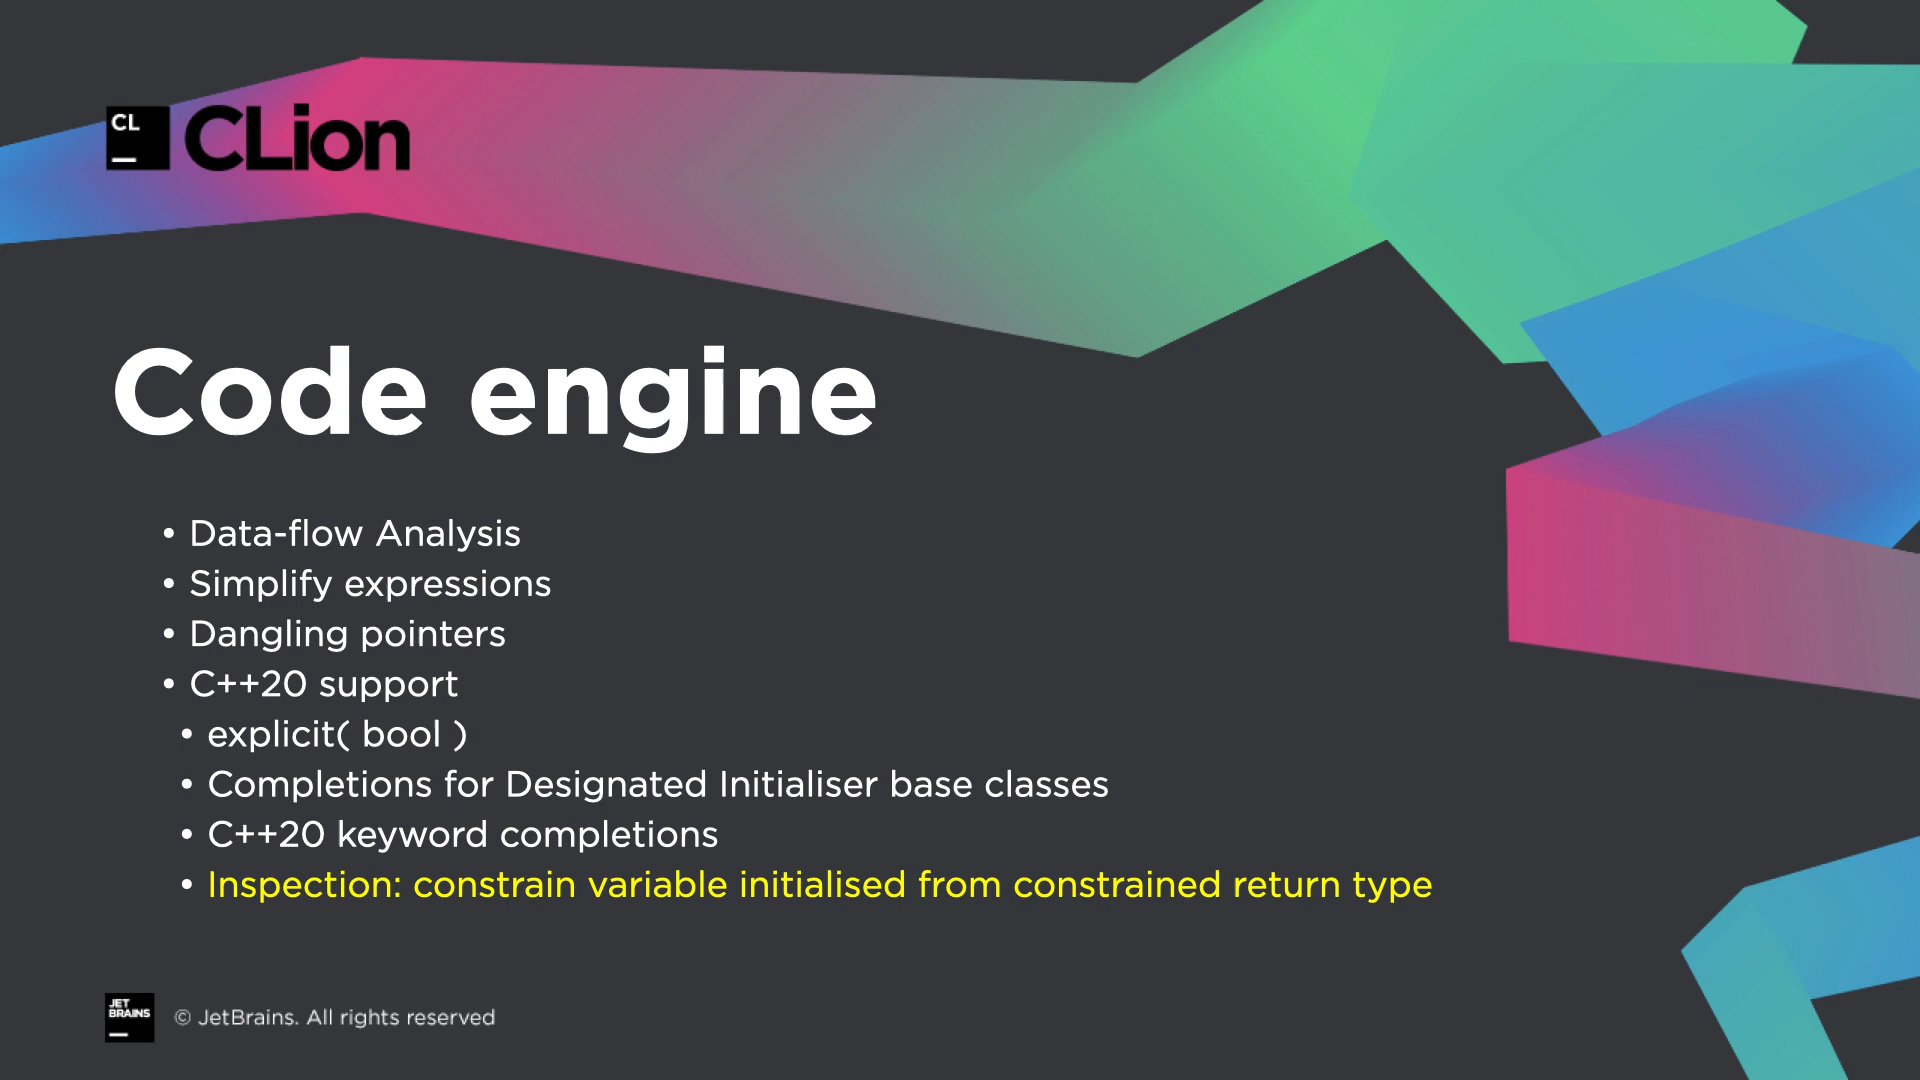 CL
CLion
Code engine
• Data-flow Analysis
• Simplify expressions
• Dangling pointers
• C++20 support
• explicit( bool )
• Completions for Designated Initialiser base classes
• C++20 keyword completions
• Inspection: constrain variable initialised from constrained return type
JET
BRAINS
© JetBrains. All rights reserved